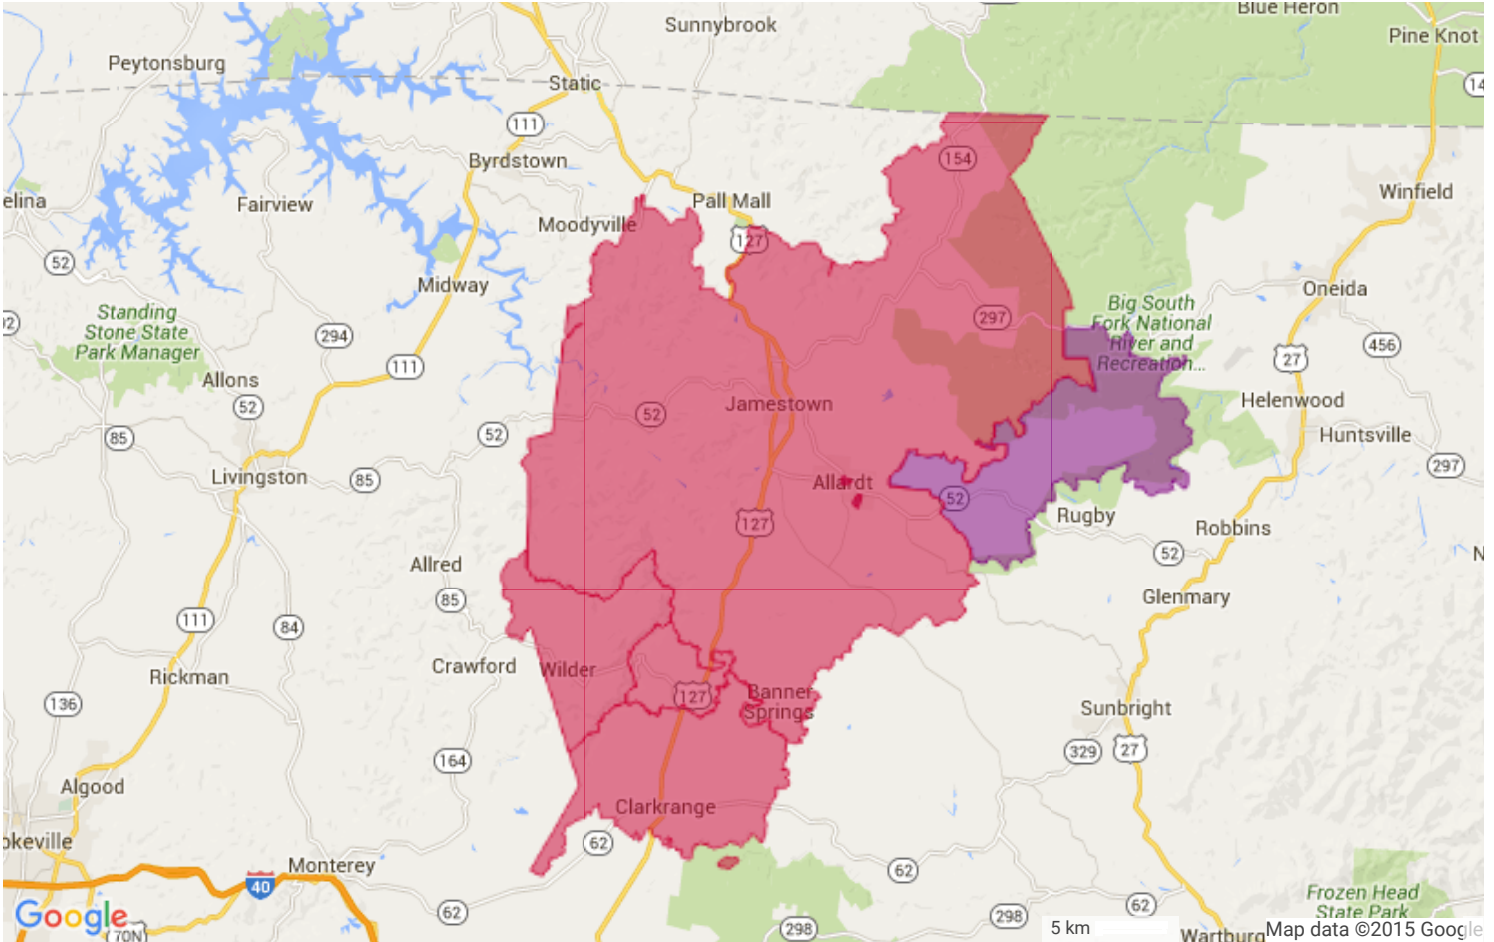 Blue Heron
Sunnybrook
Pine Knot
Peytonsburg
Static
14
111
Byrdstown
154
Winfield
elina
Fairview
Pall Mall
Moodyville
127
52
Midway
Oneida
Standing
Stone State
Park Manager
Big South
Fork National
River and
Recreation...
297
294
456
27
111
Allons
52
Jamestown
52
Helenwood
85
52
Huntsville
297
Livingston
85
Allardt
52
Rugby
127
Robbins
52
Allred
85
Glenmary
111
84
Crawford
Wilder
Rickman
136
127
Banner
Springs
Sunbright
329
27
164
Algood
Clarkrange
okeville
62
Monterey
62
40
Frozen Head
State Park
62
62
298
298
Google
70N
5 km
Wartburg
Map data ©2015 Google